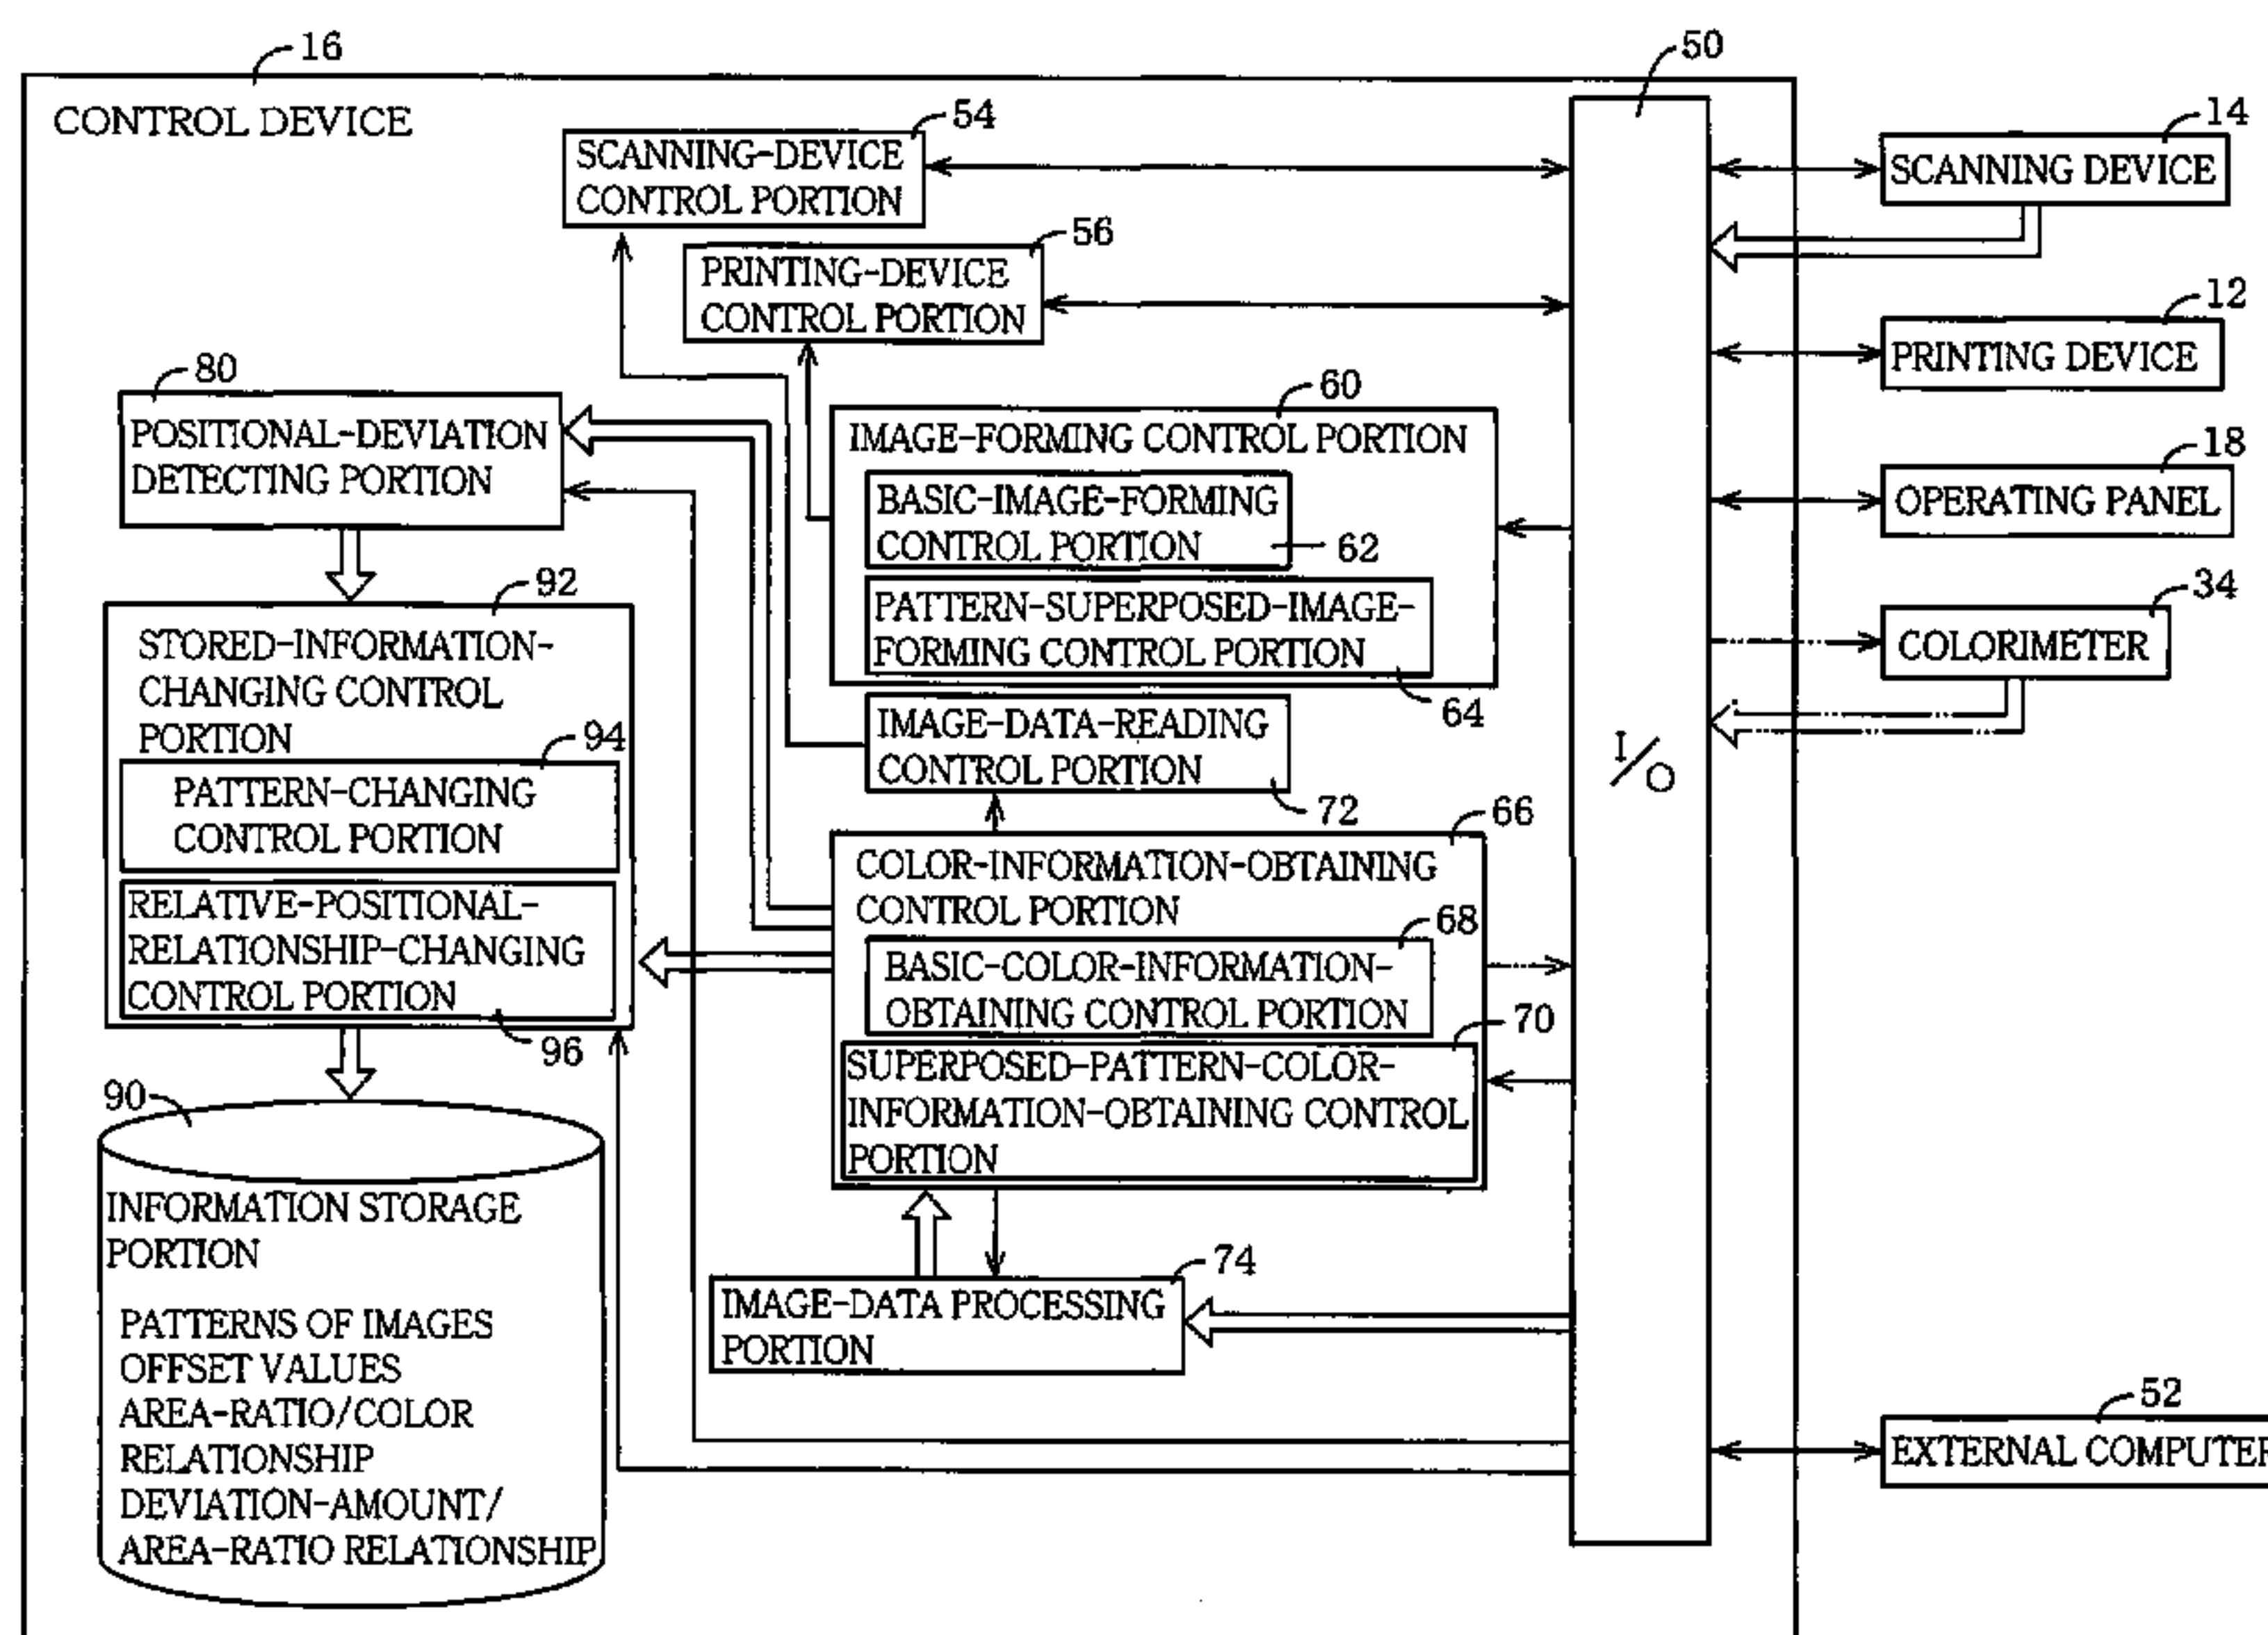 16
CONTROL DEVICE
50
54
SCANNING-DEVICE
CONTROL PORTION
14
SCANNING DEVICE
56
PRINTING-DEVICE
CONTROL PORTION
12
PRINTING DEVICE
80
POSITIONAL-DEVIATION
DETECTING PORTION
60
IMAGE-FORMING CONTROL PORTION
BASIC-IMAGE-FORMING
CONTROL PORTION
62
PATTERN-SUPERPOSED-IMAGE-
FORMING CONTROL PORTION
64
18
OPERATING PANEL
34
COLORIMETER
92
STORED-INFORMATION-
CHANGING CONTROL
PORTION
94
PATTERN-CHANGING
CONTROL PORTION
RELATIVE-POSITIONAL-
RELATIONSHIP-CHANGING
CONTROL PORTION
96
IMAGE-DATA-READING
CONTROL PORTION
72
I/O
66
COLOR-INFORMATION-OBTAINING
CONTROL PORTION
68
BASIC-COLOR-INFORMATION-
OBTAINING CONTROL PORTION
70
SUPERPOSED-PATTERN-COLOR-
INFORMATION-OBTAINING CONTROL
PORTION
90
INFORMATION STORAGE
PORTION
PATTERNS OF IMAGES
OFFSET VALUES
AREA-RATIO/COLOR
RELATIONSHIP
DEVIATION-AMOUNT/
AREA-RATIO RELATIONSHIP
74
IMAGE-DATA PROCESSING
PORTION
52
EXTERNAL COMPUTER